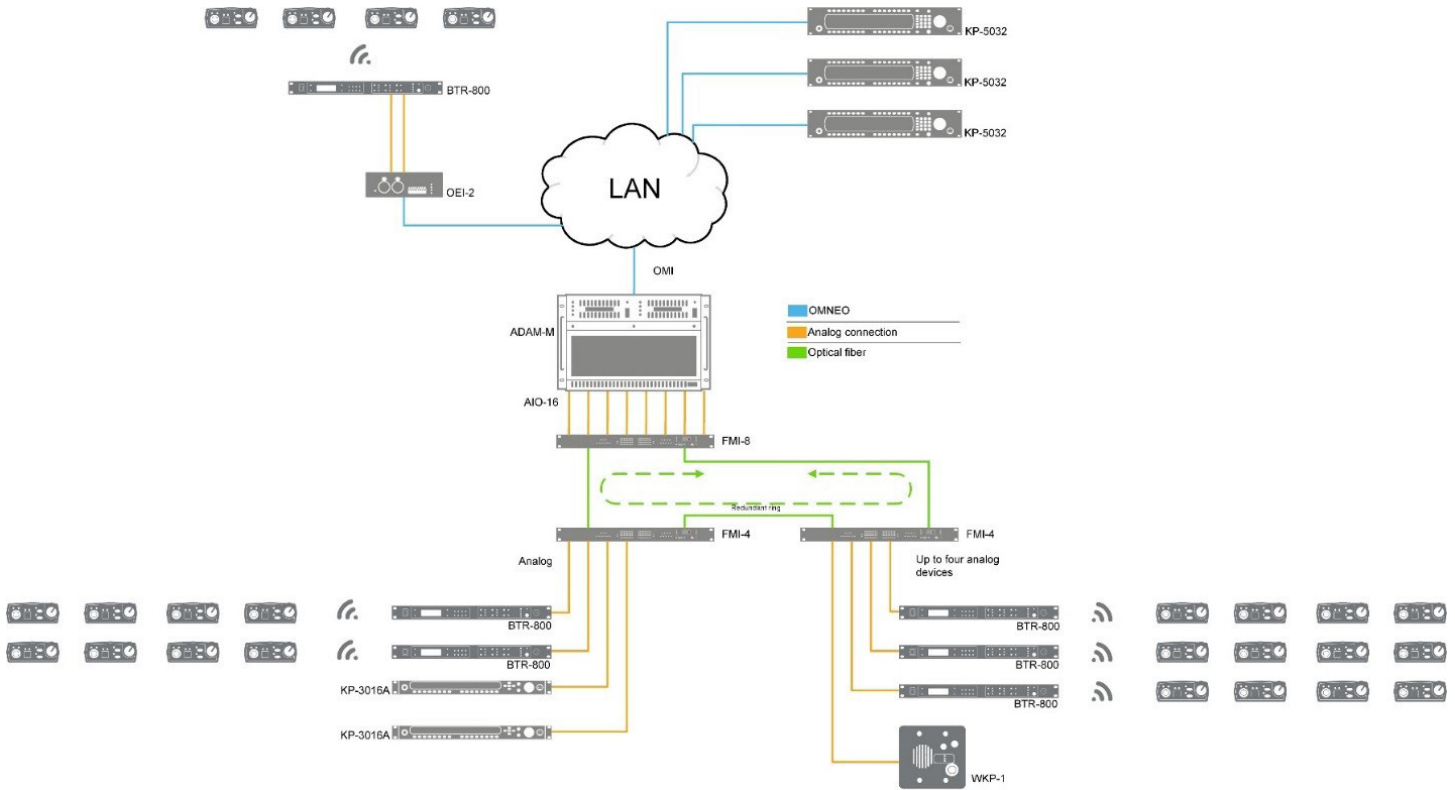 KP-5032
BTR-800
KP-5032
KP-5032
OEI-2
LAN
OMI
OMNEO
ADAM-M
Analog connection
Optical fiber
AIO-16
FMI-8
Redundant ring
FMI-4
FMI-4
Analog
Up to four analog
devices
BTR-800
BTR-800
BTR-800
BTR-800
KP-3016A
BTR-800
KP-3016A
WKP-1